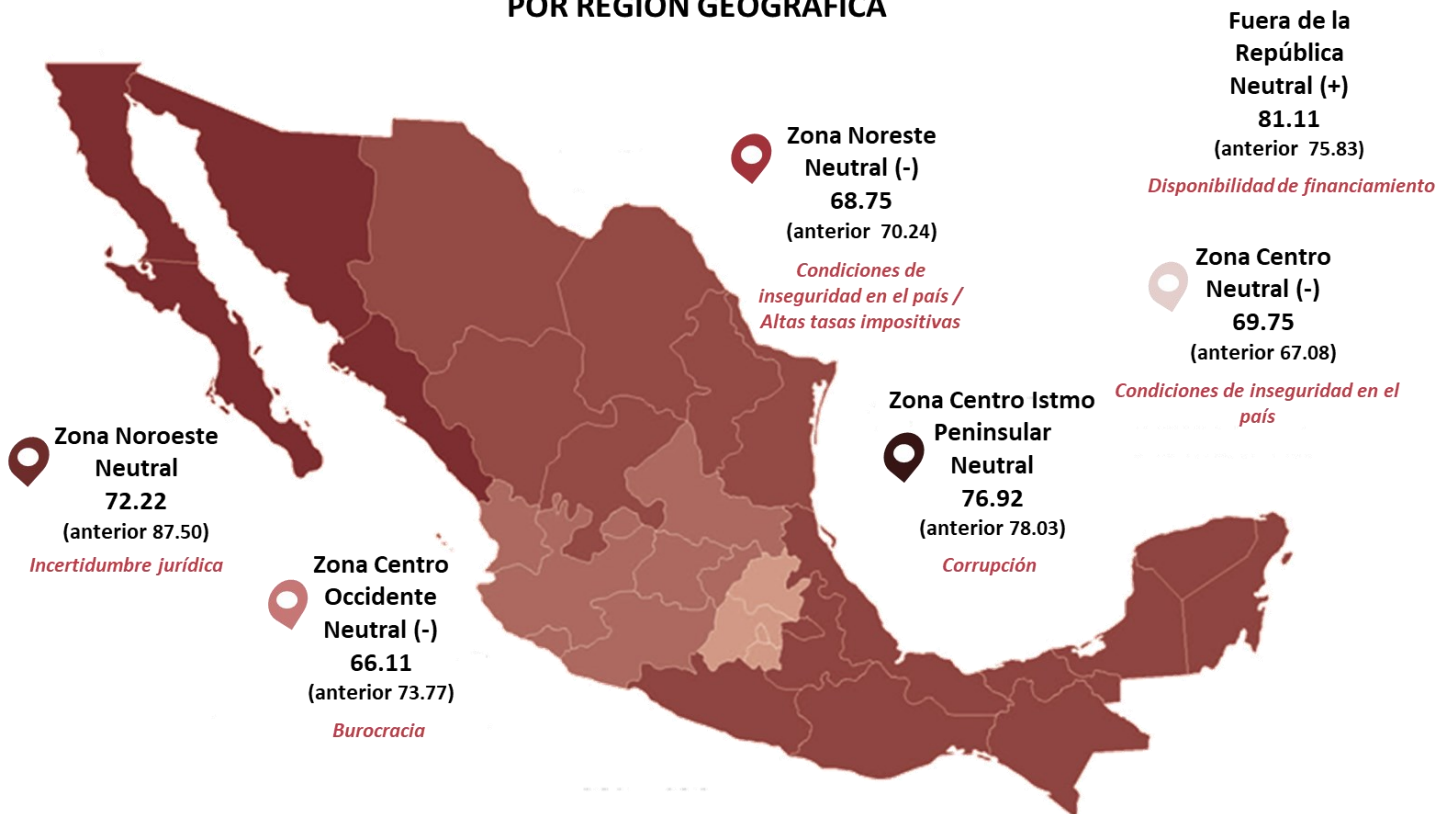 POR REGIÓN GEOGRÁFICA
Fuera de la
República
Neutral (+)
81.11
(anterior 75.83)
Disponibilidad de financiamiento
Zona Noreste
Neutral (-)
68.75
(anterior 70.24)
Condiciones de
inseguridad en el país /
Altas tasas impositivas
Zona Centro
Neutral (-)
69.75
(anterior 67.08)
Condiciones de inseguridad en el
país
Zona Centro Istmo
Peninsular
Neutral
76.92
(anterior 78.03)
Corrupción
Zona Noroeste
Neutral
72.22
(anterior 87.50)
Incertidumbre jurídica
Zona Centro
Occidente
Neutral (-)
66.11
(anterior 73.77)
Burocracia